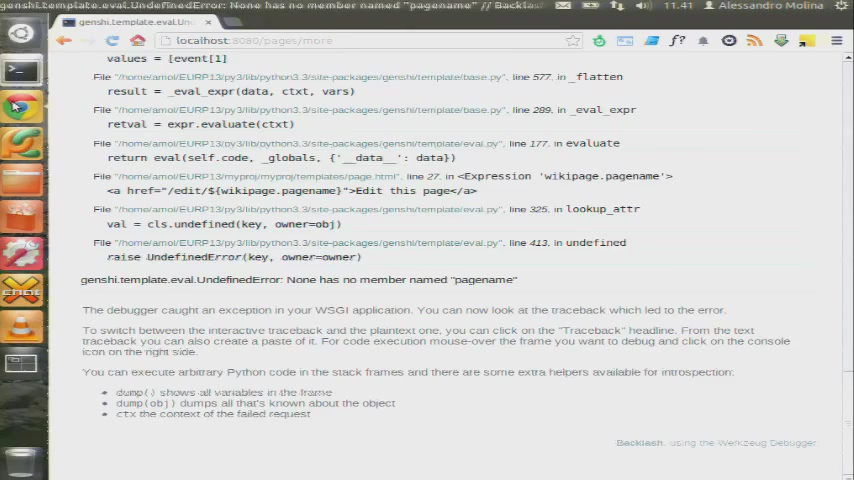 genshi.template.eval.UndefinedError: None has no member named "pagename" // Backlash
11.41
Alessandro Molina
genshi.template.eval.Und
localhost:8080/pages/more
values = [event[1]
File "/home/amol/EURP13/py3/lib/python3.3/site-packages/genshi/template/base.py", line 577, in _flatten
result = _eval_expr(data, ctxt, vars)
File "/home/amol/EURP13/py3/lib/python3.3/site-packages/genshi/template/base.py", line 289, in _eval_expr
retval = expr.evaluate(ctxt)
File "/home/amol/EURP13/py3/lib/python3.3/site-packages/genshi/template/eval.py", line 177, in evaluate
return eval(self.code, _globals, {'__data__': data})
File "/home/amol/EURP13/myproj/myproj/templates/page.html", line 27, in <Expression 'wikipage.pagename'>
<a href="/edit/${wikipage.pagename}">Edit this page</a>
File "/home/amol/EURP13/py3/lib/python3.3/site-packages/genshi/template/eval.py", line 325, in lookup_attr
val = cls.undefined(key, owner=obj)
File "/home/amol/EURP13/py3/lib/python3.3/site-packages/genshi/template/eval.py", line 413, in undefined
raise UndefinedError(key, owner=owner)
genshi.template.eval.UndefinedError: None has no member named "pagename"
The debugger caught an exception in your WSGI application. You can now look at the traceback which led to the error.
To switch between the interactive traceback and the plaintext one, you can click on the "Traceback" headline. From the text
traceback you can also create a paste of it. For code execution mouse-over the frame you want to debug and click on the console
icon on the right side.
You can execute arbitrary Python code in the stack frames and there are some extra helpers available for introspection:
dump() shows all variables in the frame
dump(obj) dumps all that's known about the object
ctx the context of the failed request
Backlash, using the Werkzeug Debugger.